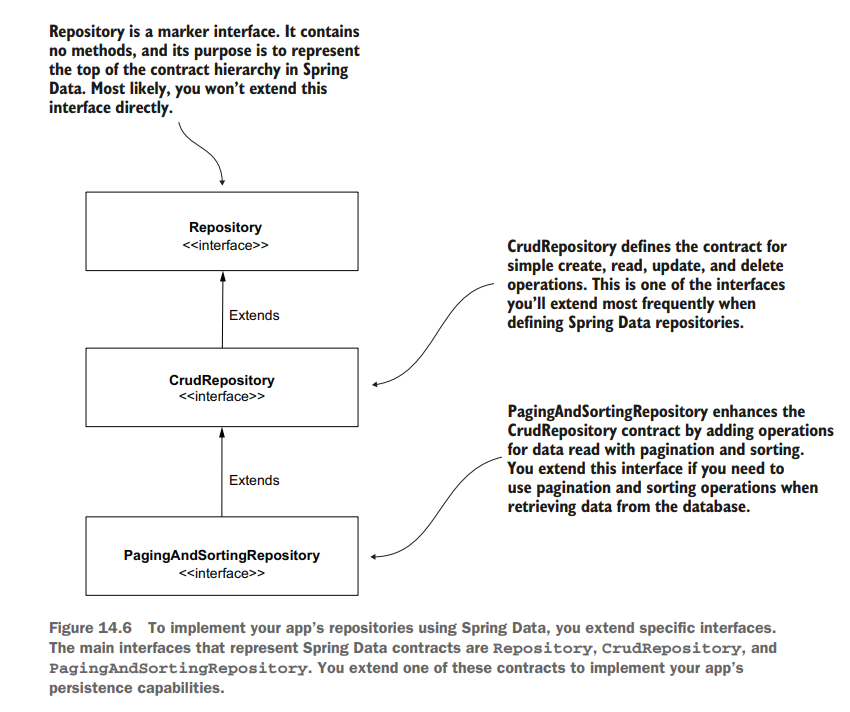 Repository is a marker interface. It contains
no methods, and its purpose is to represent
the top of the contract hierarchy in Spring
Data. Most likely, you won't extend this
interface directly.
Repository
<<interface>>
Extends
CrudRepository defines the contract for
simple create, read, update, and delete
operations. This is one of the interfaces
you'll extend most frequently when
defining Spring Data repositories.
CrudRepository
<<interface>>
Extends
PagingAndSortingRepository enhances the
CrudRepository contract by adding operations
for data read with pagination and sorting.
You extend this interface if you need to
use pagination and sorting operations when
retrieving data from the database.
PagingAndSortingRepository
<<interface>>
Figure 14.6 To implement your app's repositories using Spring Data, you extend specific interfaces.
The main interfaces that represent Spring Data contracts are Repository, CrudRepository, and
PagingAndSortingRepository. You extend one of these contracts to implement your app's
persistence capabilities.